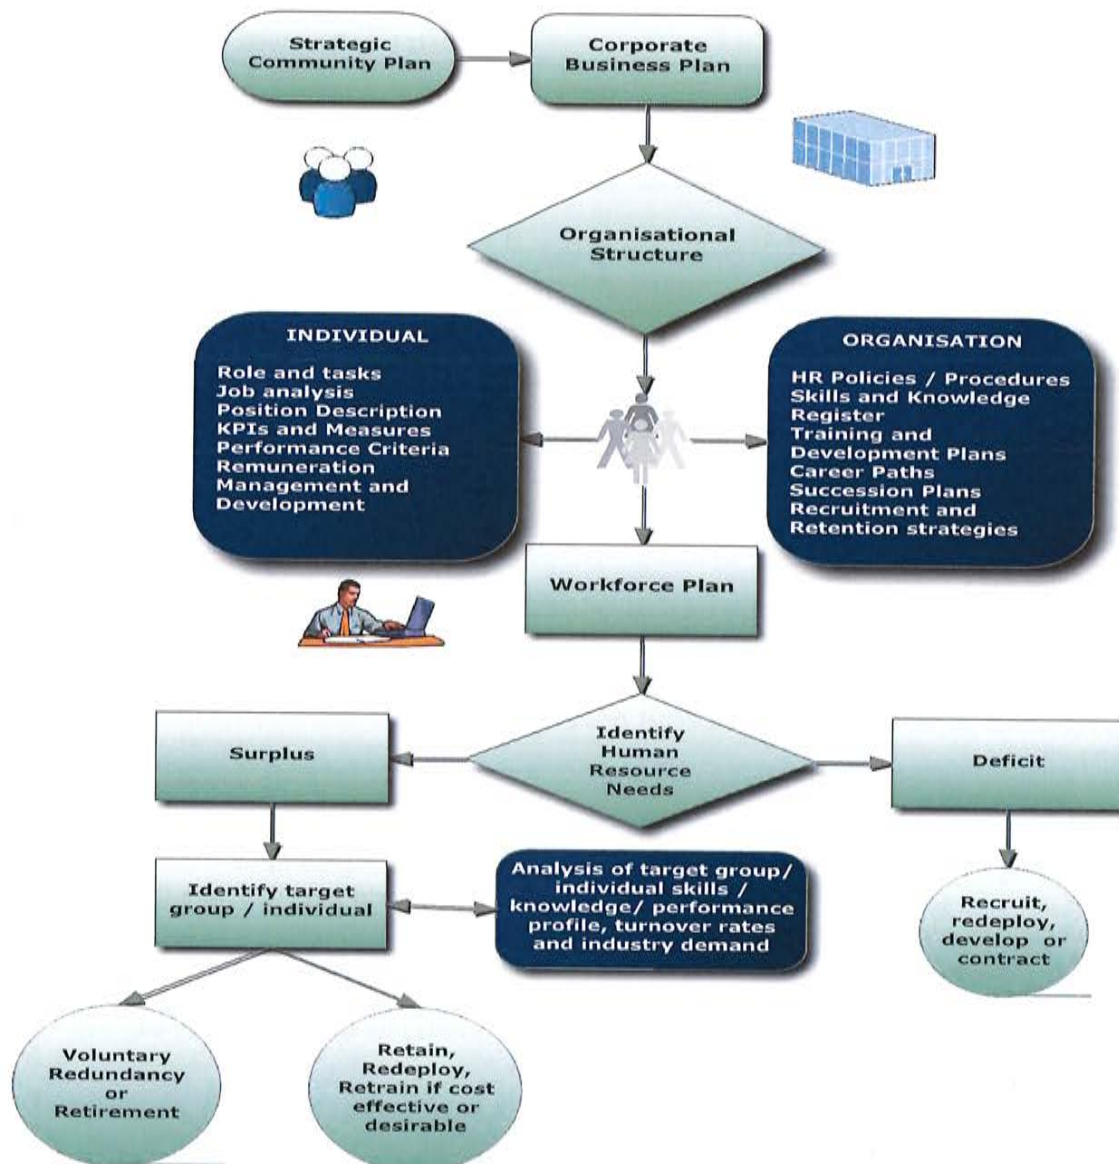 Strategic
Community Plan
Corporate
Business Plan
Organisational
Structure
INDIVIDUAL
Role and tasks
Job analysis
Position Description
KPIs and Measures
Performance Criteria
Remuneration
Management and
Development
ORGANISATION
HR Policies / Procedures
Skills and Knowledge
Register
Training and
Development Plans
Career Paths
Succession Plans
Recruitment and
Retention strategies
Workforce Plan
Identify
Human
Resource
Needs
Surplus
Deficit
Identify target
group / individual
Analysis of target group/
individual skills /
knowledge/ performance
profile, turnover rates
and industry demand
Recruit,
redeploy,
develop or
contract
Voluntary
Redundancy
or
Retirement
Retain,
Redeploy,
Retrain if cost
effective or
desirable